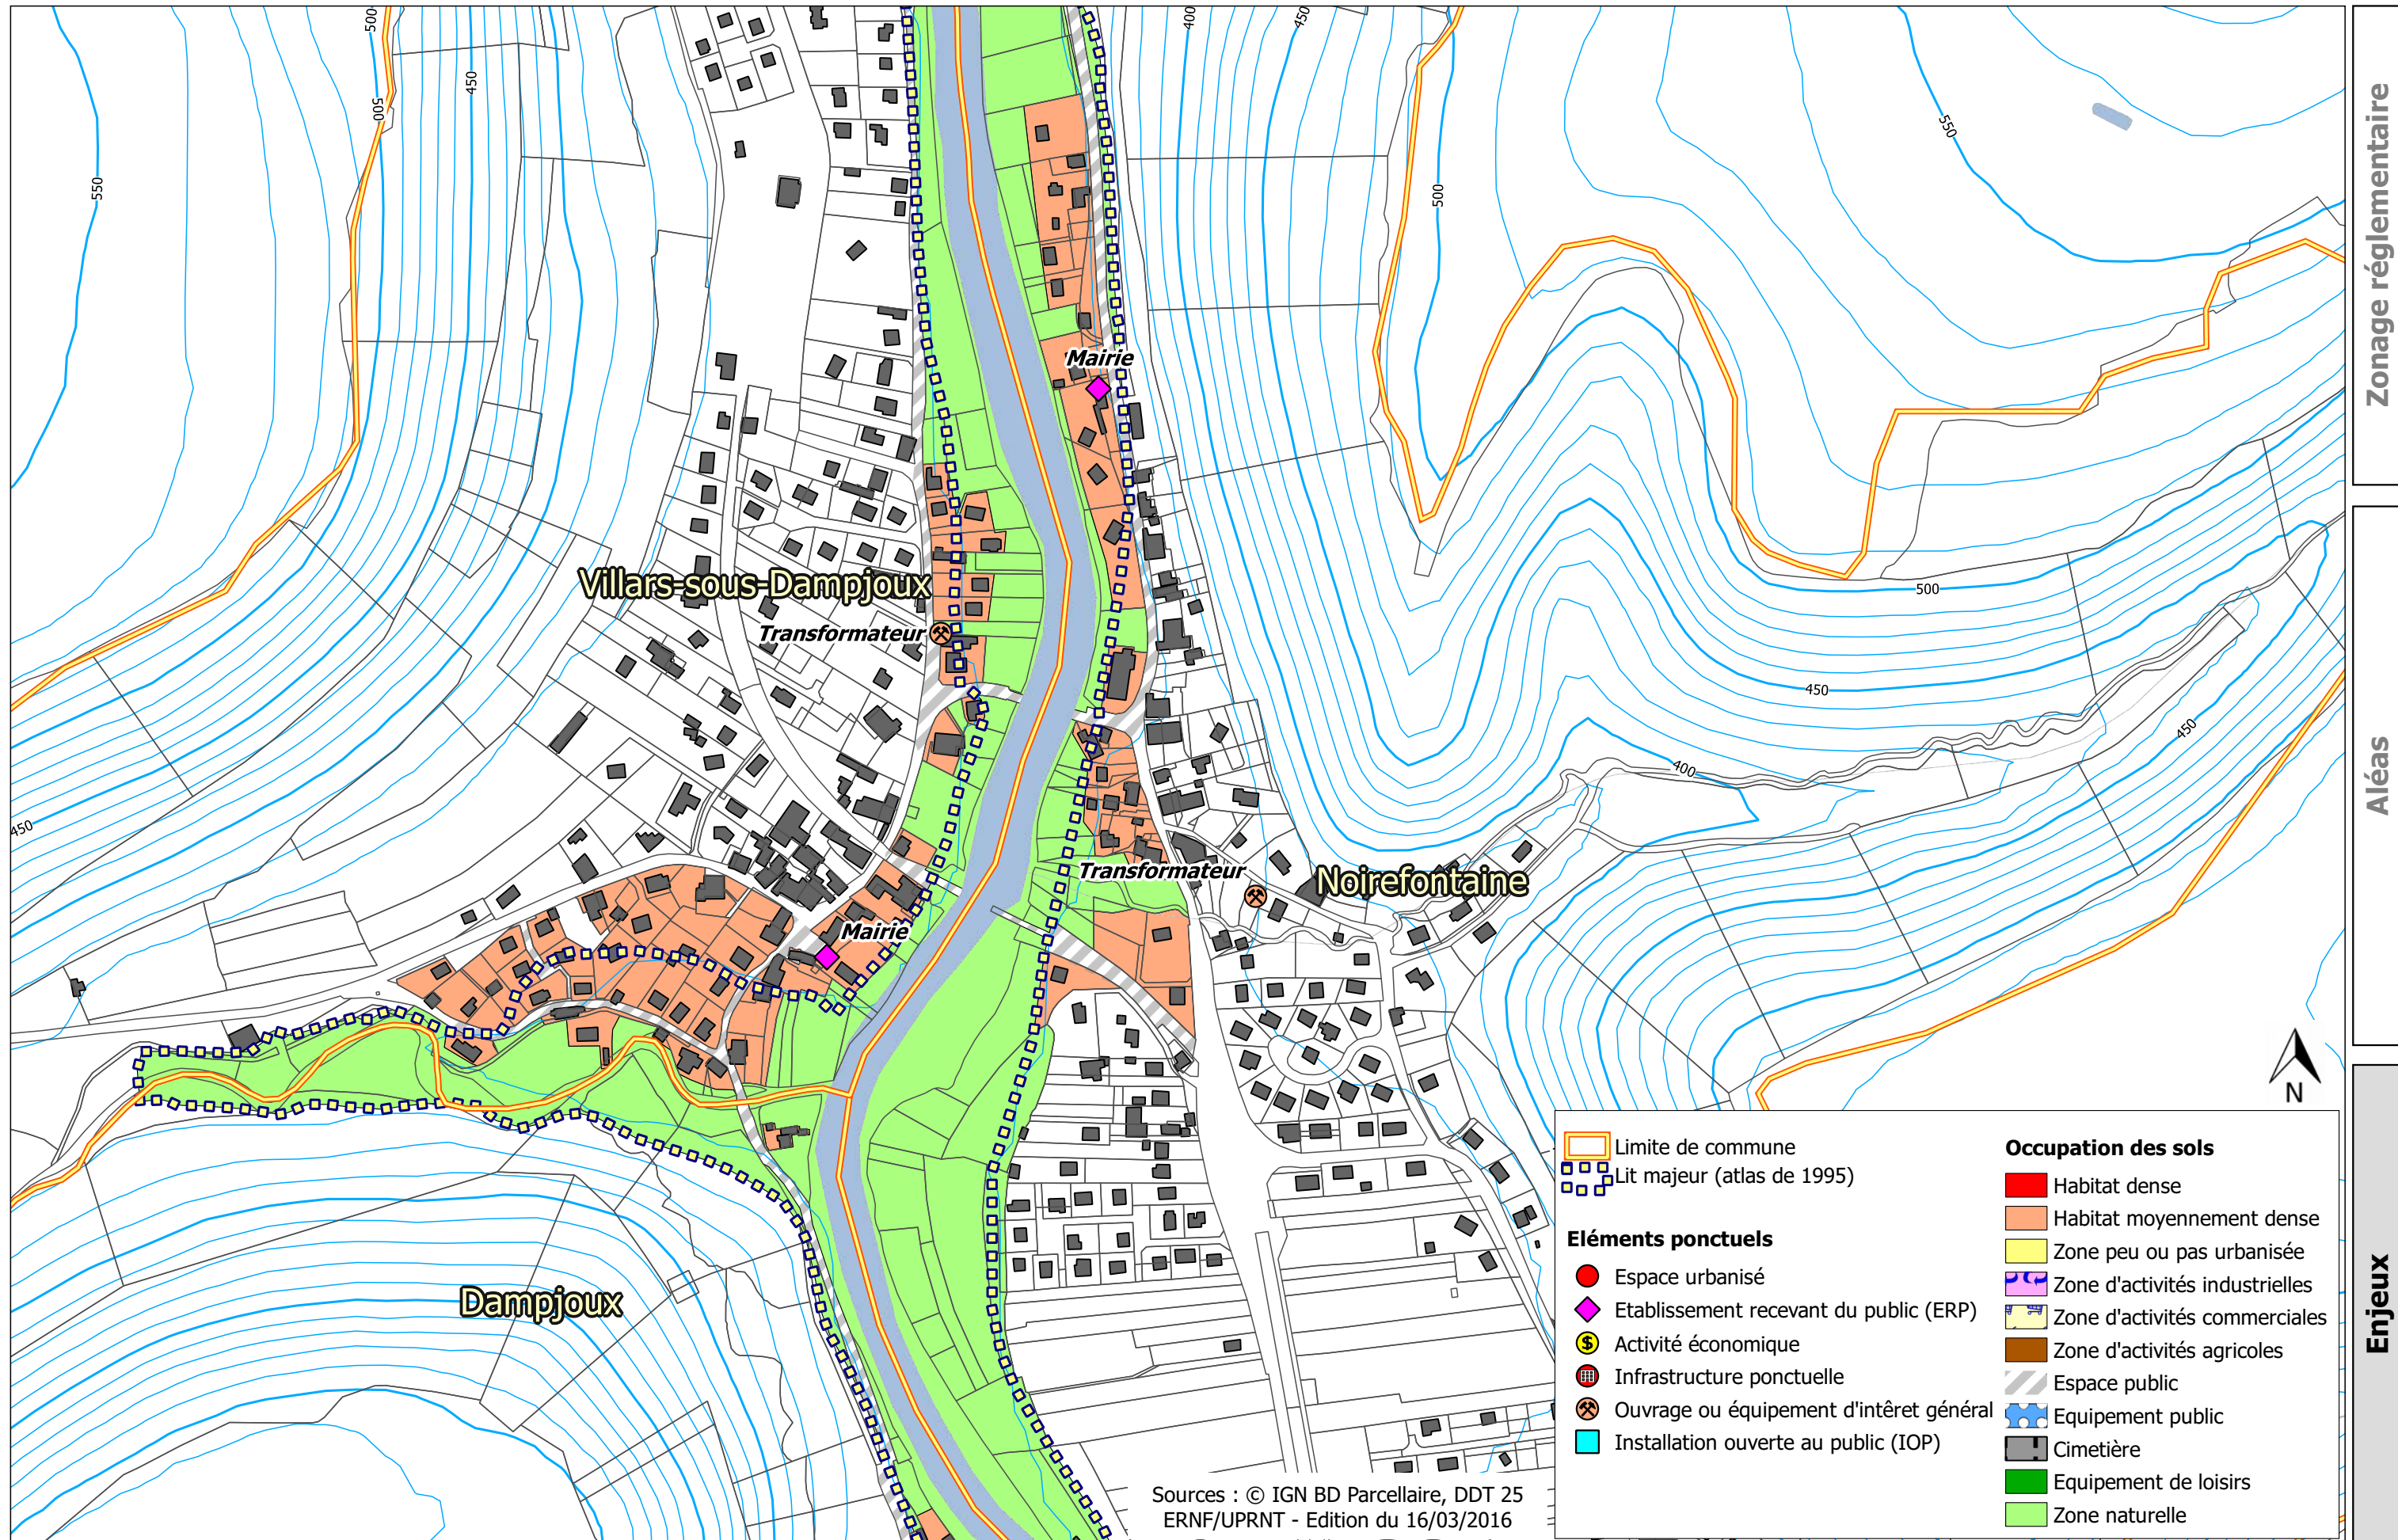 500
450
400
450
500
550
550
500
Mairie
Villars-sous-Dampjoux
Transformateur
500
450
450
400
450
Transformateur
Noirefontaine
Mairie
Dampjoux
N
Limite de commune
Lit majeur (atlas de 1995)
Eléments ponctuels
Espace urbanisé
Etablissement recevant du public (ERP)
$ Activité économique
Infrastructure ponctuelle
Ouvrage ou équipement d'intêret général
Installation ouverte au public (IOP)
Occupation des sols
Habitat dense
Habitat moyennement dense
Zone peu ou pas urbanisée
Zone d'activités industrielles
Zone d'activités commerciales
Zone d'activités agricoles
Espace public
Equipement public
Cimetière
Equipement de loisirs
Zone naturelle
Sources : © IGN BD Parcellaire, DDT 25
ERNF/UPRNT - Edition du 16/03/2016
Zonage réglementaire
Aléas
Enjeux